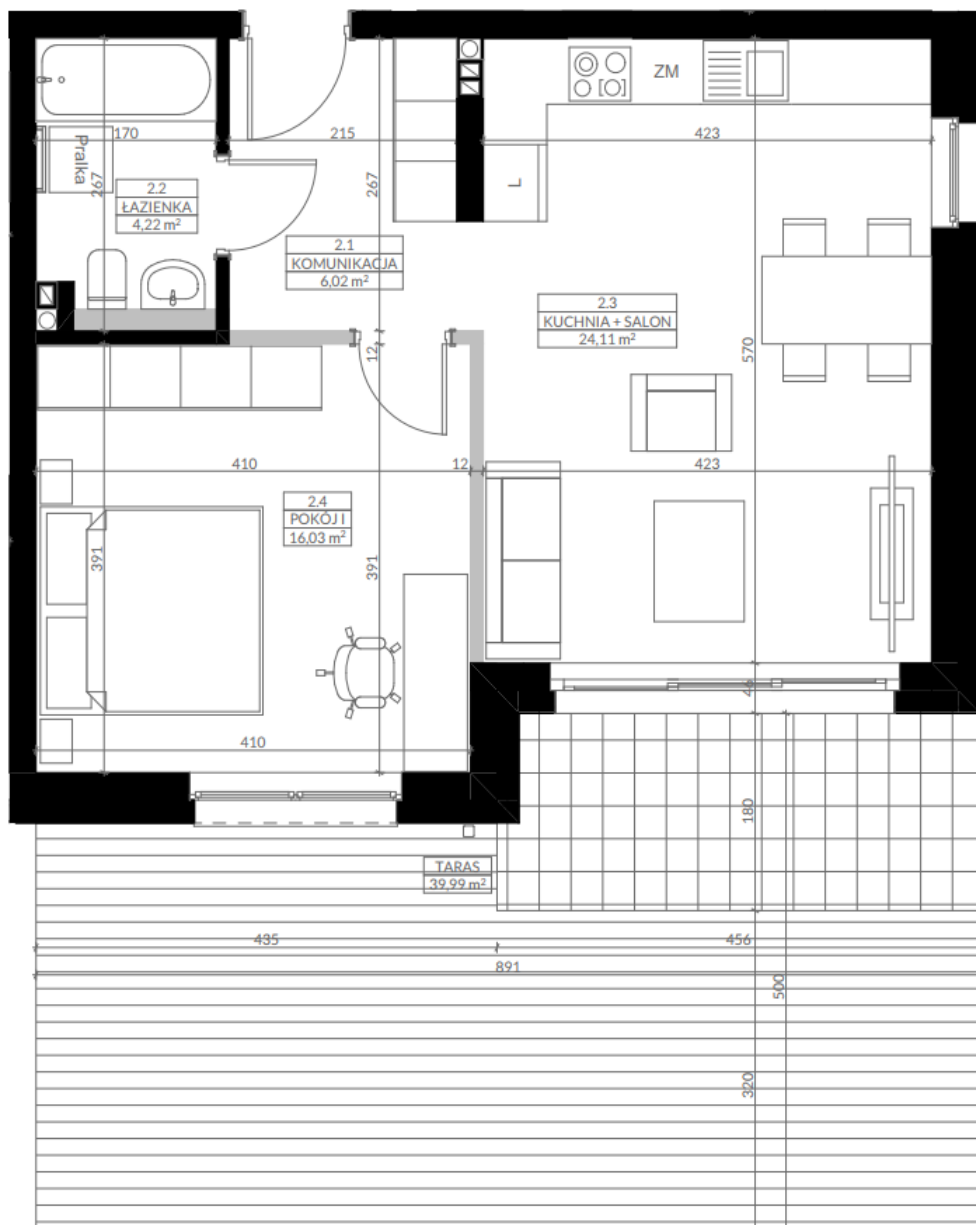 ZM
170
215
423
Pralka
267
267
2.2
ŁAZIENKA
4,22 m²
L
2.1
KOMUNIKACJA
6,02 m²
2.3
KUCHNIA + SALON
24,11 m²
570
12
410
12
423
2.4
POKÓJ I
16,03 m²
391
391
46
410
180
TARAS
39,99 m²
435
456
891
500
320